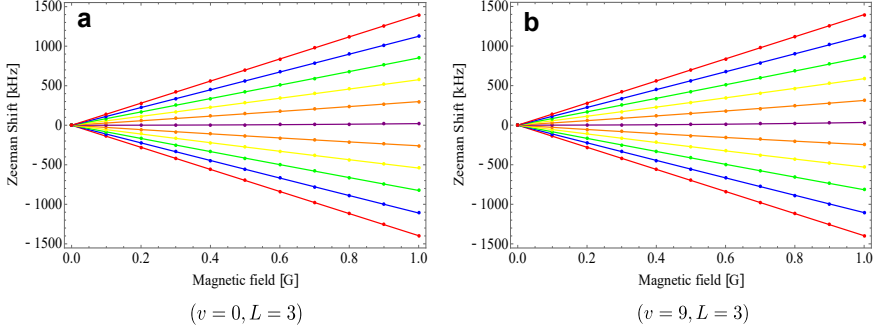 a
1500
1000
500
0
- 500
- 1000
- 1500
Zeeman Shift [kHz]
0.0 0.2 0.4 0.6 0.8 1.0
Magnetic field [G]
(v = 0, L = 3)
b
1500
1000
500
0
- 500
- 1000
- 1500
Zeeman Shift [kHz]
0.0 0.2 0.4 0.6 0.8 1.0
Magnetic field [G]
(v = 9, L = 3)